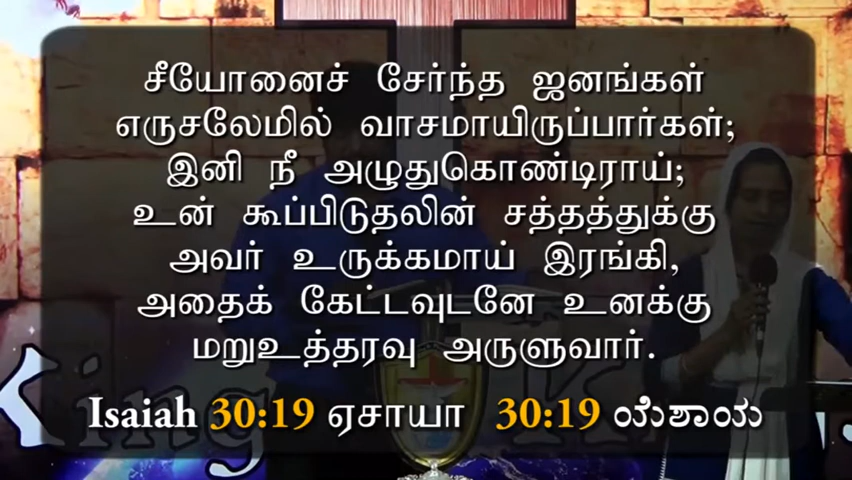 சீயோனைச் சேர்ந்த ஜனங்கள்
எருசலேமில் வாசமாயிருப்பார்கள்;
இனி நீ அழுதுகொண்டிராய்;
உன் கூப்பிடுதலின் சத்தத்துக்கு
அவர் உருக்கமாய் இரங்கி,
அதைக் கேட்டவுடனே உனக்கு
மறுஉத்தரவு அருளுவார்.
King
Isaiah 30:19 ஏசாயா 30:19 ಯೆಶಾಯ